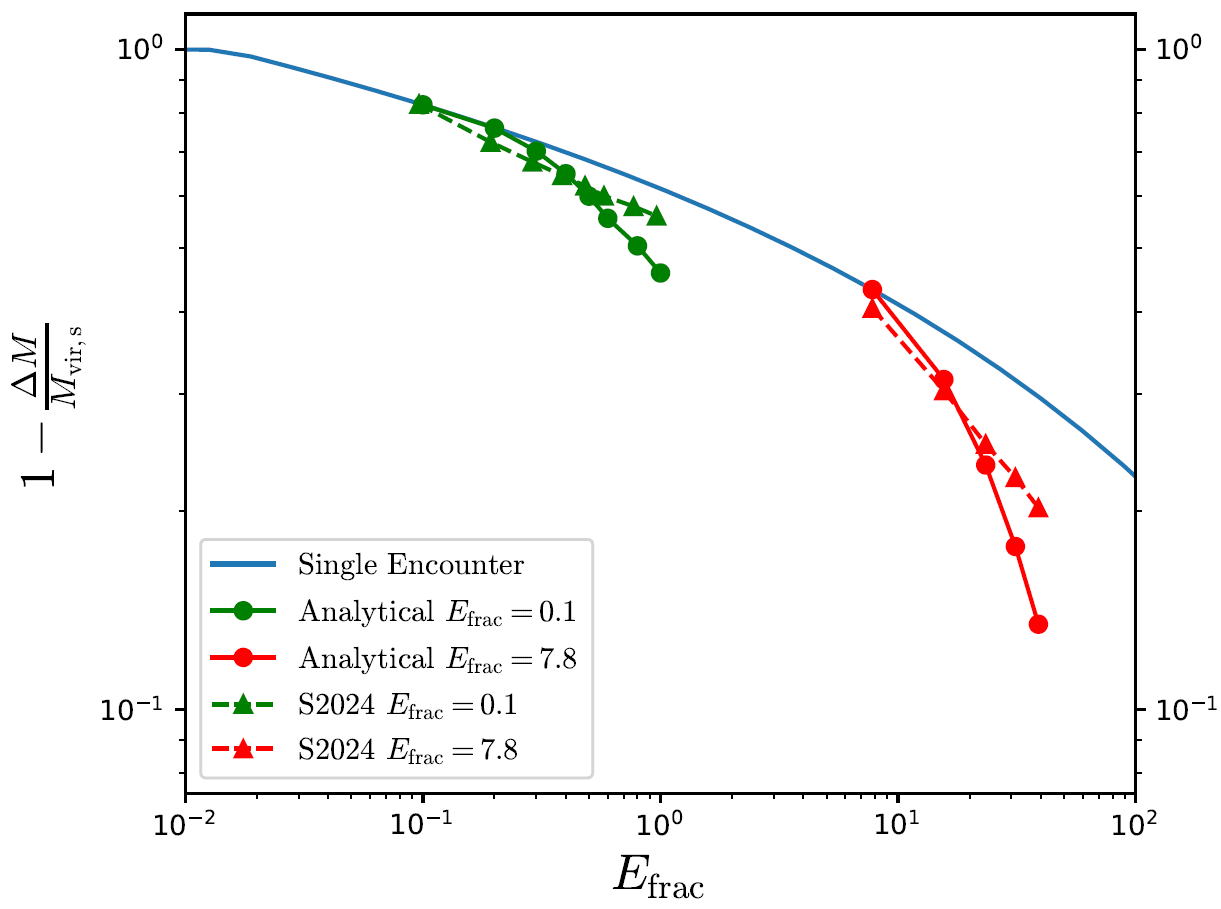 10^0
10^0
1 − ΔM / M_vir, s
Single Encounter
Analytical E_frac = 0.1
Analytical E_frac = 7.8
S2024 E_frac = 0.1
S2024 E_frac = 7.8
10^−1
10^−1
10^−2 10^−1 10^0 10^1 10^2
E_frac